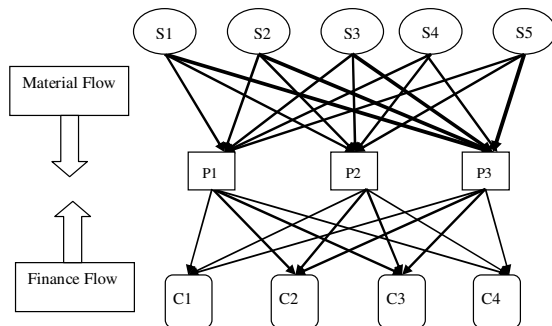 S1 S2 S3 S4 S5
Material Flow
P1 P2 P3
Finance Flow
C1 C2 C3 C4